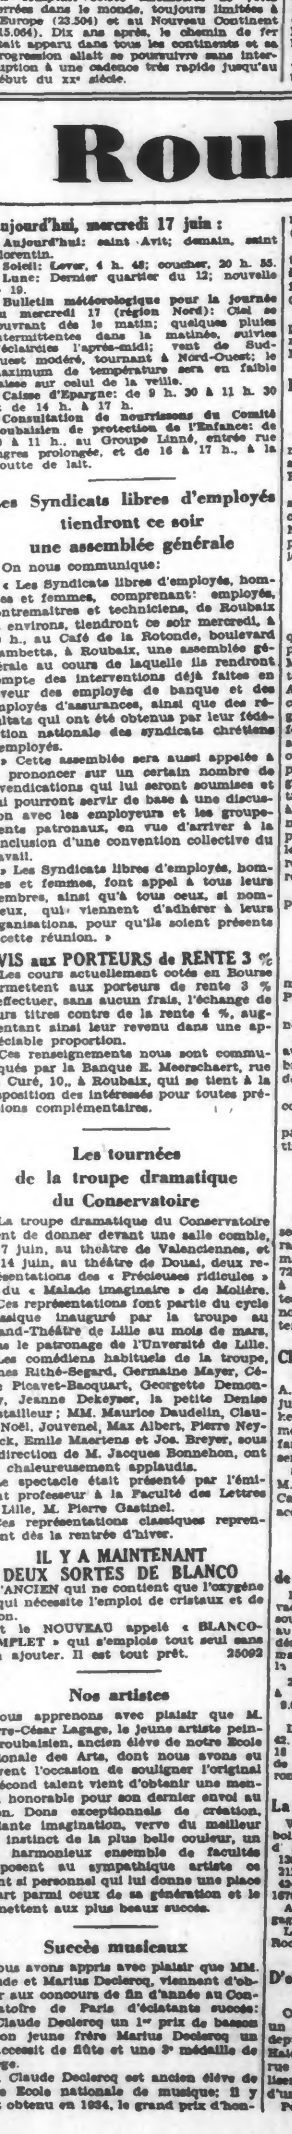 errées dans le monde, toujours limitées à
Europe (23.504) et au Nouveau Continent
15.064). Dix ans après, le chemin de fer
tait apparu dans tous les continents et sa
rogression allait se poursuivre sans inter-
uption à une cadence très rapide jusqu'au
ébut du XXe siècle.
Roul
ujourd'hui, mercredi 17 juin :
Aujourd'hui: saint Avit; demain, saint
lorentin.
Soleil: Lever, 4 h. 48; coucher, 20 h. 55.
Lune: Dernier quartier du 12; nouvelle
19.
Bulletin météorologique pour la journée
u mercredi 17 (région Nord): Ciel se
ouvrant dès le matin; quelques pluies
ntermittentes dans la matinée, suivies
'éclaircies l'après-midi; vent de Sud-
uest modéré, tournant à Nord-Ouest; le
aximum de température sera en faible
aisse sur celui de la veille.
Caisse d'Epargne: de 9 h. 30 à 11 h. 30
t de 14 h. à 17 h.
Consultation de nourrissons du Comité
oubaisien de protection de l'Enfance: de
à 11 h., au Groupe Linné, entrée rue
ngres prolongée, et de 16 à 17 h., à la
outte de lait.
es Syndicats libres d'employés
tiendront ce soir
une assemblée générale
On nous communique:
« Les Syndicats libres d'employés, hom-
es et femmes, comprenant: employés,
ontremaîtres et techniciens, de Roubaix
environs, tiendront ce soir mercredi, à
h., au Café de la Rotonde, boulevard
ambetta, à Roubaix, une assemblée gé-
érale au cours de laquelle ils rendront
ompte des interventions déjà faites en
veur des employés de banque et des
mployés d'assurances, ainsi que des ré-
ultats qui ont été obtenus par leur fédé-
tion nationale des syndicats chrétiens
employés.
» Cette assemblée sera aussi appelée à
prononcer sur un certain nombre de
vendications qui lui seront soumises et
ui pourront servir de base à une discus-
on avec les employeurs et les groupe-
ents patronaux, en vue d'arriver à la
nclusion d'une convention collective du
avail.
» Les Syndicats libres d'employés, hom-
es et femmes, font appel à tous leurs
embres, ainsi qu'à tous ceux, si nom-
eux, qui viennent d'adhérer à leurs
ganisations, pour qu'ils soient présents
cette réunion. »
VIS aux PORTEURS de RENTE 3 %
Les cours actuellement cotés en Bourse
rmettent aux porteurs de rente 3 %
effectuer, sans aucun frais, l'échange de
urs titres contre de la rente 4 %, aug-
entant ainsi leur revenu dans une ap-
éciable proportion.
Ces renseignements nous sont commu-
qués par la Banque E. Meerschaert, rue
Curé, 10., à Roubaix, qui se tient à la
sposition des intéressés pour toutes pré-
sions complémentaires.
Les tournées
de la troupe dramatique
du Conservatoire
La troupe dramatique du Conservatoire
ent de donner devant une salle comble,
7 juin, au théâtre de Valenciennes, et
14 juin, au théâtre de Douai, deux re-
ésentations des « Précieuses ridicules »
du « Malade imaginaire » de Molière.
Ces représentations font partie du cycle
assique inauguré par la troupe au
and-Théâtre de Lille au mois de mars,
us le patronage de l'Unversité de Lille.
Les comédiens habituels de la troupe,
mes Rithé-Segard, Germaine Mayer, Cé-
e Picavet-Bacquart, Georgette Demon-
y, Jeanne Dekeyser, la petite Denise
tailleur ; MM. Maurice Daudelin, Clau-
Noël, Jouvenel, Max Albert, Pierre Ney-
ck, Emile Maertens et Jos. Breyer, sous
direction de M. Jacques Bonnehon, ont
chaleureusement applaudis.
e spectacle était présenté par l'émi-
nt professeur à la Faculté des Lettres
Lille, M. Pierre Gastinel.
Ces représentations classiques repren-
ont dès la rentrée d'hiver.
IL Y A MAINTENANT
DEUX SORTES DE BLANCO
'ANCIEN qui ne contient que l'oxygène
qui nécessite l'emploi de cristaux et de
on.
t le NOUVEAU appelé « BLANCO-
MPLET » qui s'emploie tout seul sans
ajouter. Il est tout prêt. 25092
Nos artistes
ous apprenons avec plaisir que M.
rre-César Lagage, le jeune artiste pein-
roubaisien, ancien élève de notre Ecole
ionale des Arts, dont nous avons eu
vent l'occasion de souligner l'original
écond talent vient d'obtenir une men-
honorable pour son dernier envoi au
on. Dons exceptionnels de création,
lante imagination, verve du meilleur
instinct de la plus belle couleur, un
harmonieux ensemble de facultés
posent au sympathique artiste ce
nt si personnel qui lui donne une place
art parmi ceux de sa génération et le
mettent aux plus beaux succès.
Succès musicaux
ous avons appris avec plaisir que MM.
ude et Marius Declercq, viennent d'ob-
r aux concours de fin d'année au Con-
atoire de Paris d'éclatants succès:
Claude Declercq un 1er prix de basson
on jeune frère Marius Declercq un
ccessit de flûte et une 3e médaille de
ge.
Claude Declercq est ancien élève de
e Ecole nationale de musique; il y
t obtenu en 1934, le grand prix d'hon-